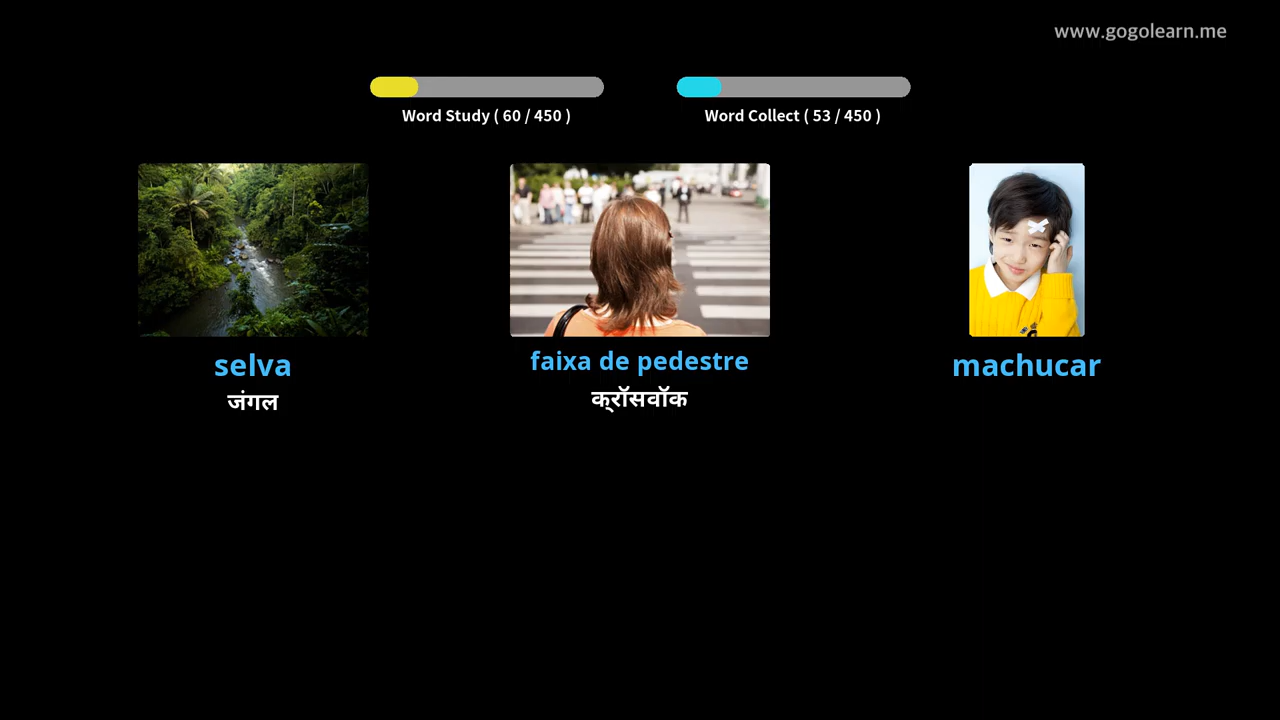 www.gogolearn.me
Word Study ( 60 / 450 )
Word Collect ( 53 / 450 )
selva
जंगल
faixa de pedestre
क्रॉसवॉक
machucar